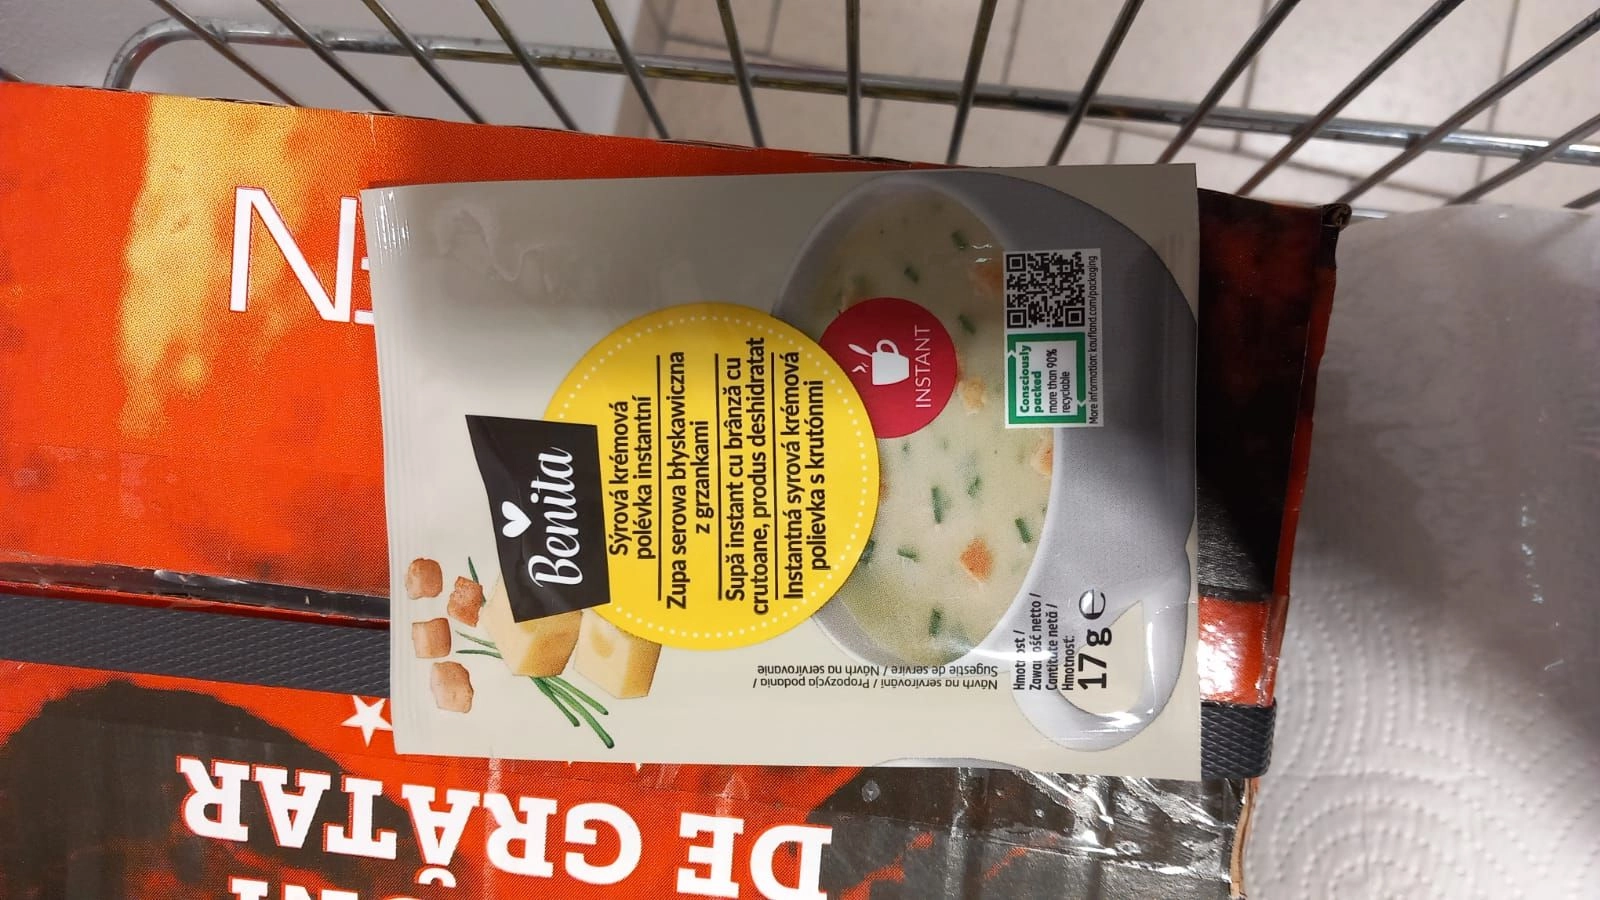 Benita
Sýrová krémová
polévka instantní
Zupa serowa błyskawiczna
z grzankami
Supă instant cu brânză cu
crutoane, produs deshidratat
Instantná syrová krémová
polievka s krutónmi
INSTANT
Návrh na servírování / Propozycja podania /
Sugestie de servire / Návrh na servírovanie
Hmotnost /
Zawartość netto /
Cantitate netă /
Hmotnosť:
17 g e
Consciously
packed
more than 90%
recyclable
More information: kaufland.com/packaging
DE GRĂTAR